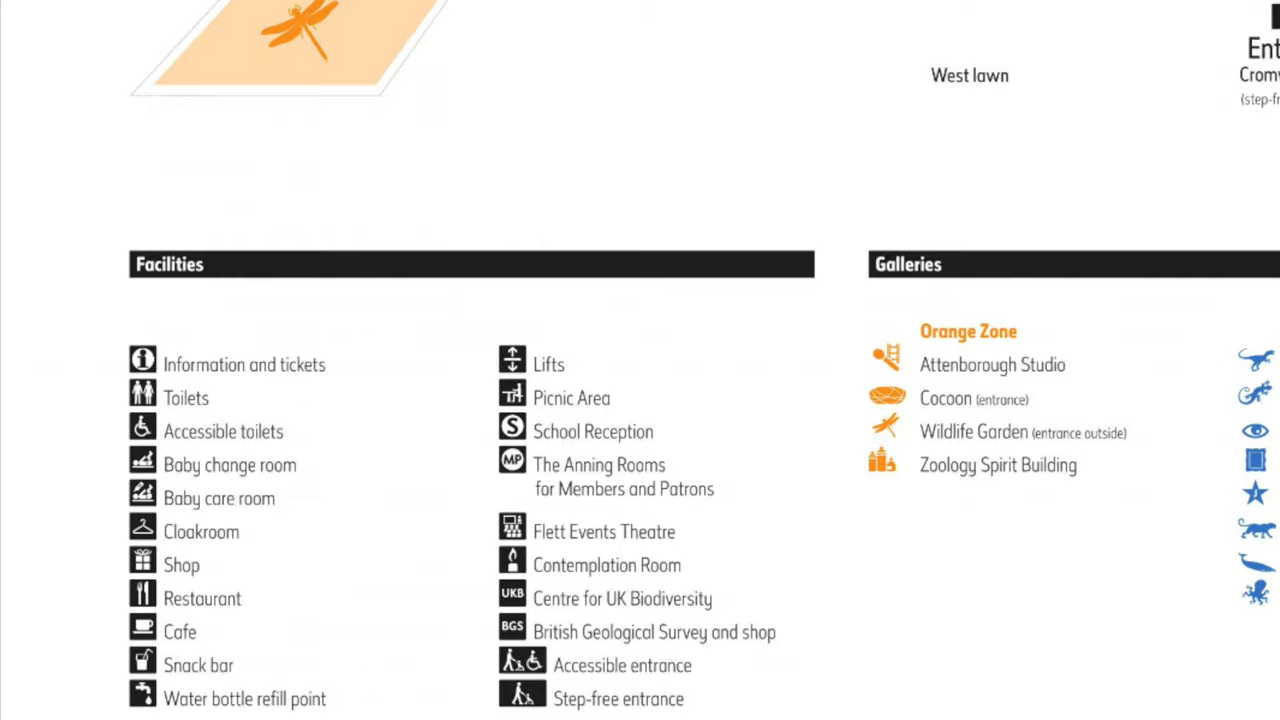 West lawn
Facilities
Information and tickets
Toilets
Accessible toilets
Baby change room
Baby care room
Cloakroom
Shop
Restaurant
Cafe
Snack bar
Water bottle refill point
Lifts
Picnic Area
S School Reception
MP The Anning Rooms
for Members and Patrons
Flett Events Theatre
Contemplation Room
UKB Centre for UK Biodiversity
BGS British Geological Survey and shop
Accessible entrance
Step-free entrance
Galleries
Orange Zone
Attenborough Studio
Cocoon (entrance)
Wildlife Garden (entrance outside)
Zoology Spirit Building